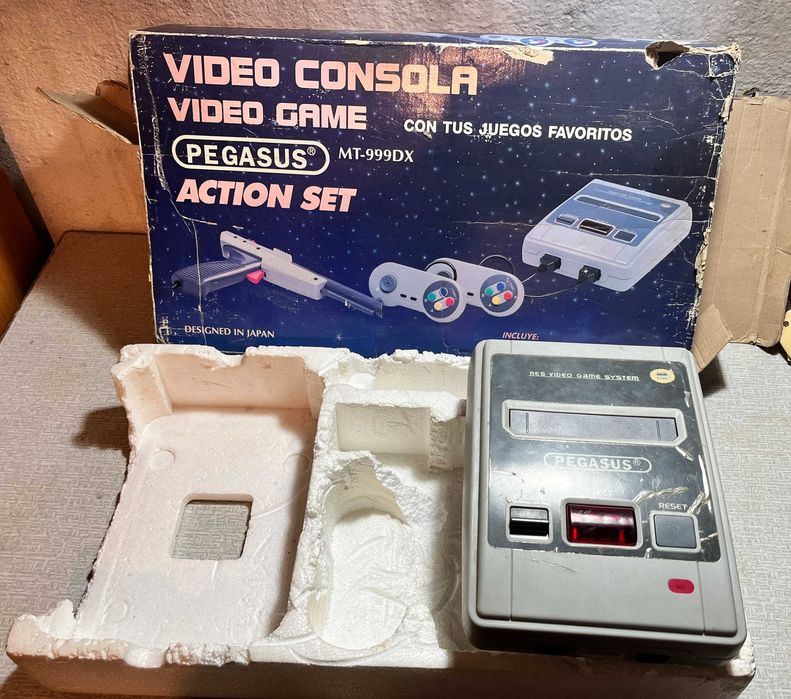 VIDEO CONSOLA
VIDEO GAME
CON TUS JUEGOS FAVORITOS
PEGASUS® MT-999DX
ACTION SET
DESIGNED IN JAPAN
INCLUYE:
NES VIDEO GAME SYSTEM
PEGASUS®
RESET